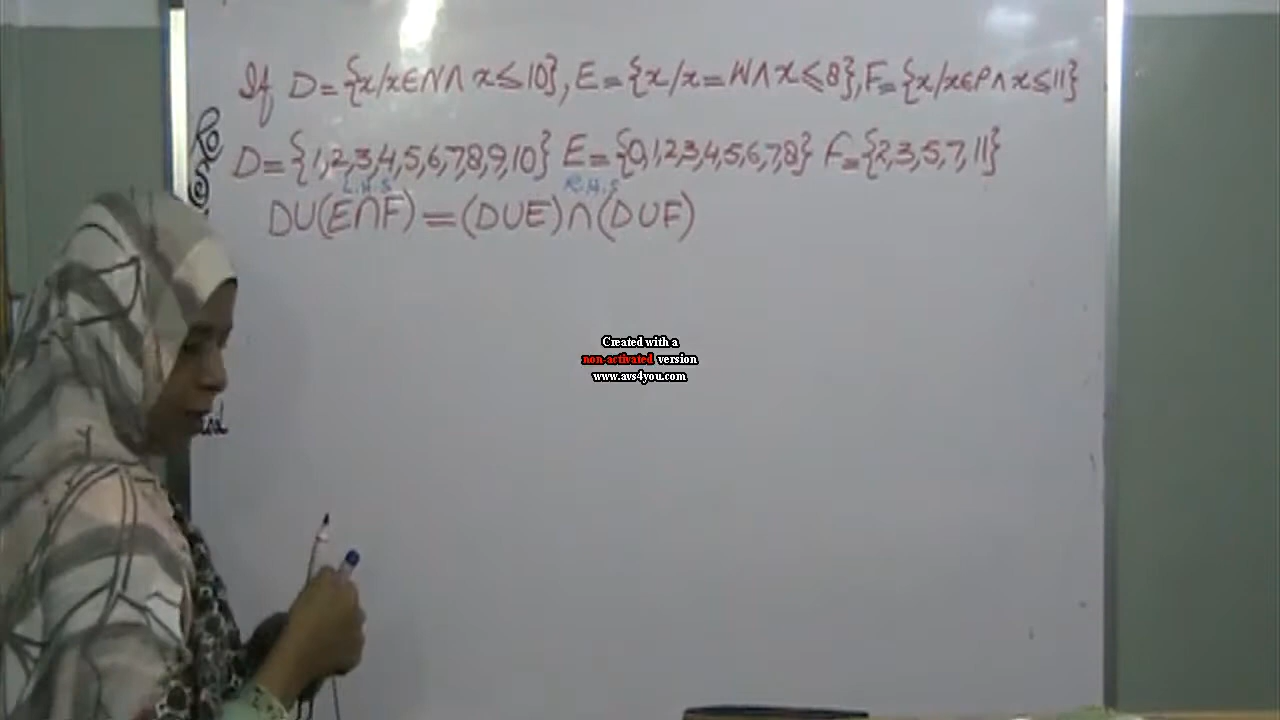 If D={x/x∈N∧ x≤10}, E={x/x=W∧x≤8}, F={x/x∈P∧x≤11}
D={1,2,3,4,5,6,7,8,9,10} E={0,1,2,3,4,5,6,7,8} F={2,3,5,7,11}
L.H.S R.H.S
DU(E∩F)=(DUE)∩(DUF)
Created with a
non-activated version
www.avs4you.com